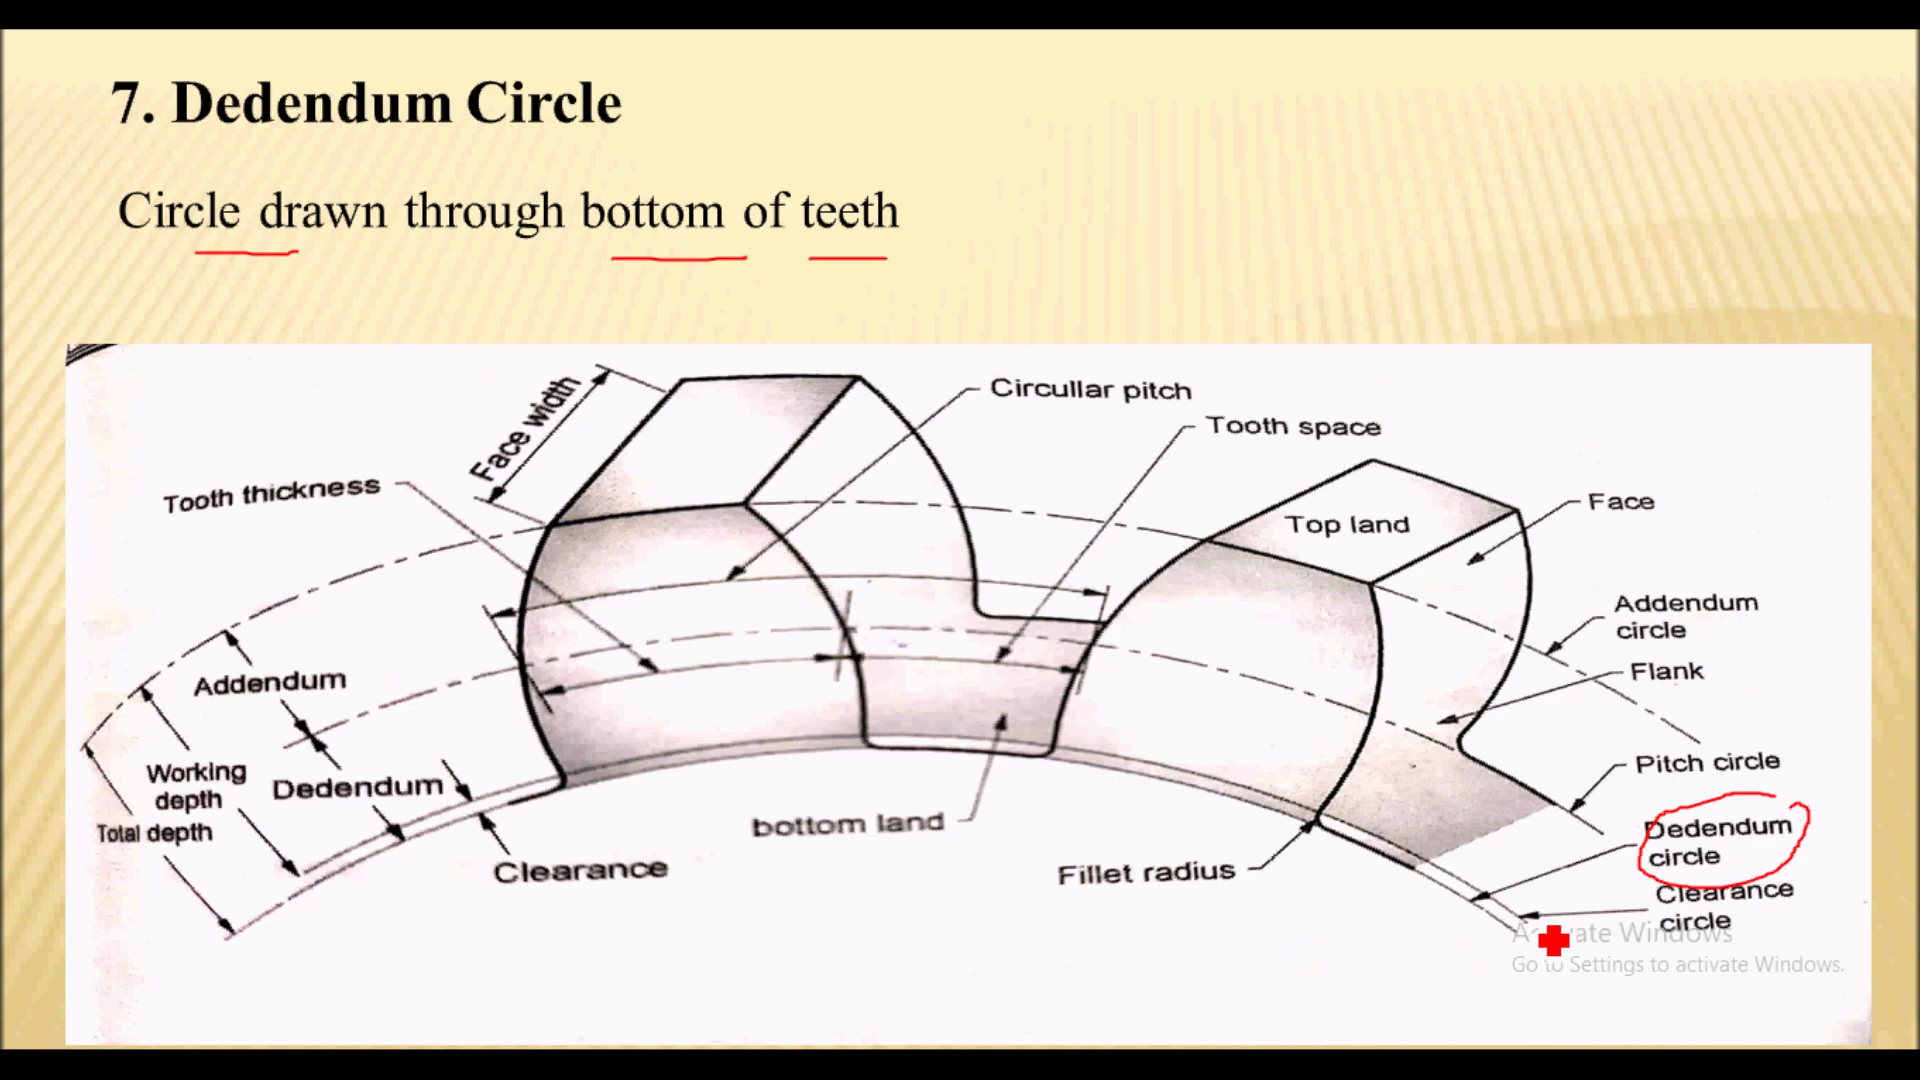 7. Dedendum Circle
Circle drawn through bottom of teeth
Face width
Circullar pitch
Tooth space
Tooth thickness
Top land
Face
Addendum
circle
Flank
Addendum
Pitch circle
Working
depth
Dedendum
Total depth
bottom land
Dedendum
circle
Clearance
Fillet radius
Clearance
circle
Activate Windows
Go to Settings to activate Windows.